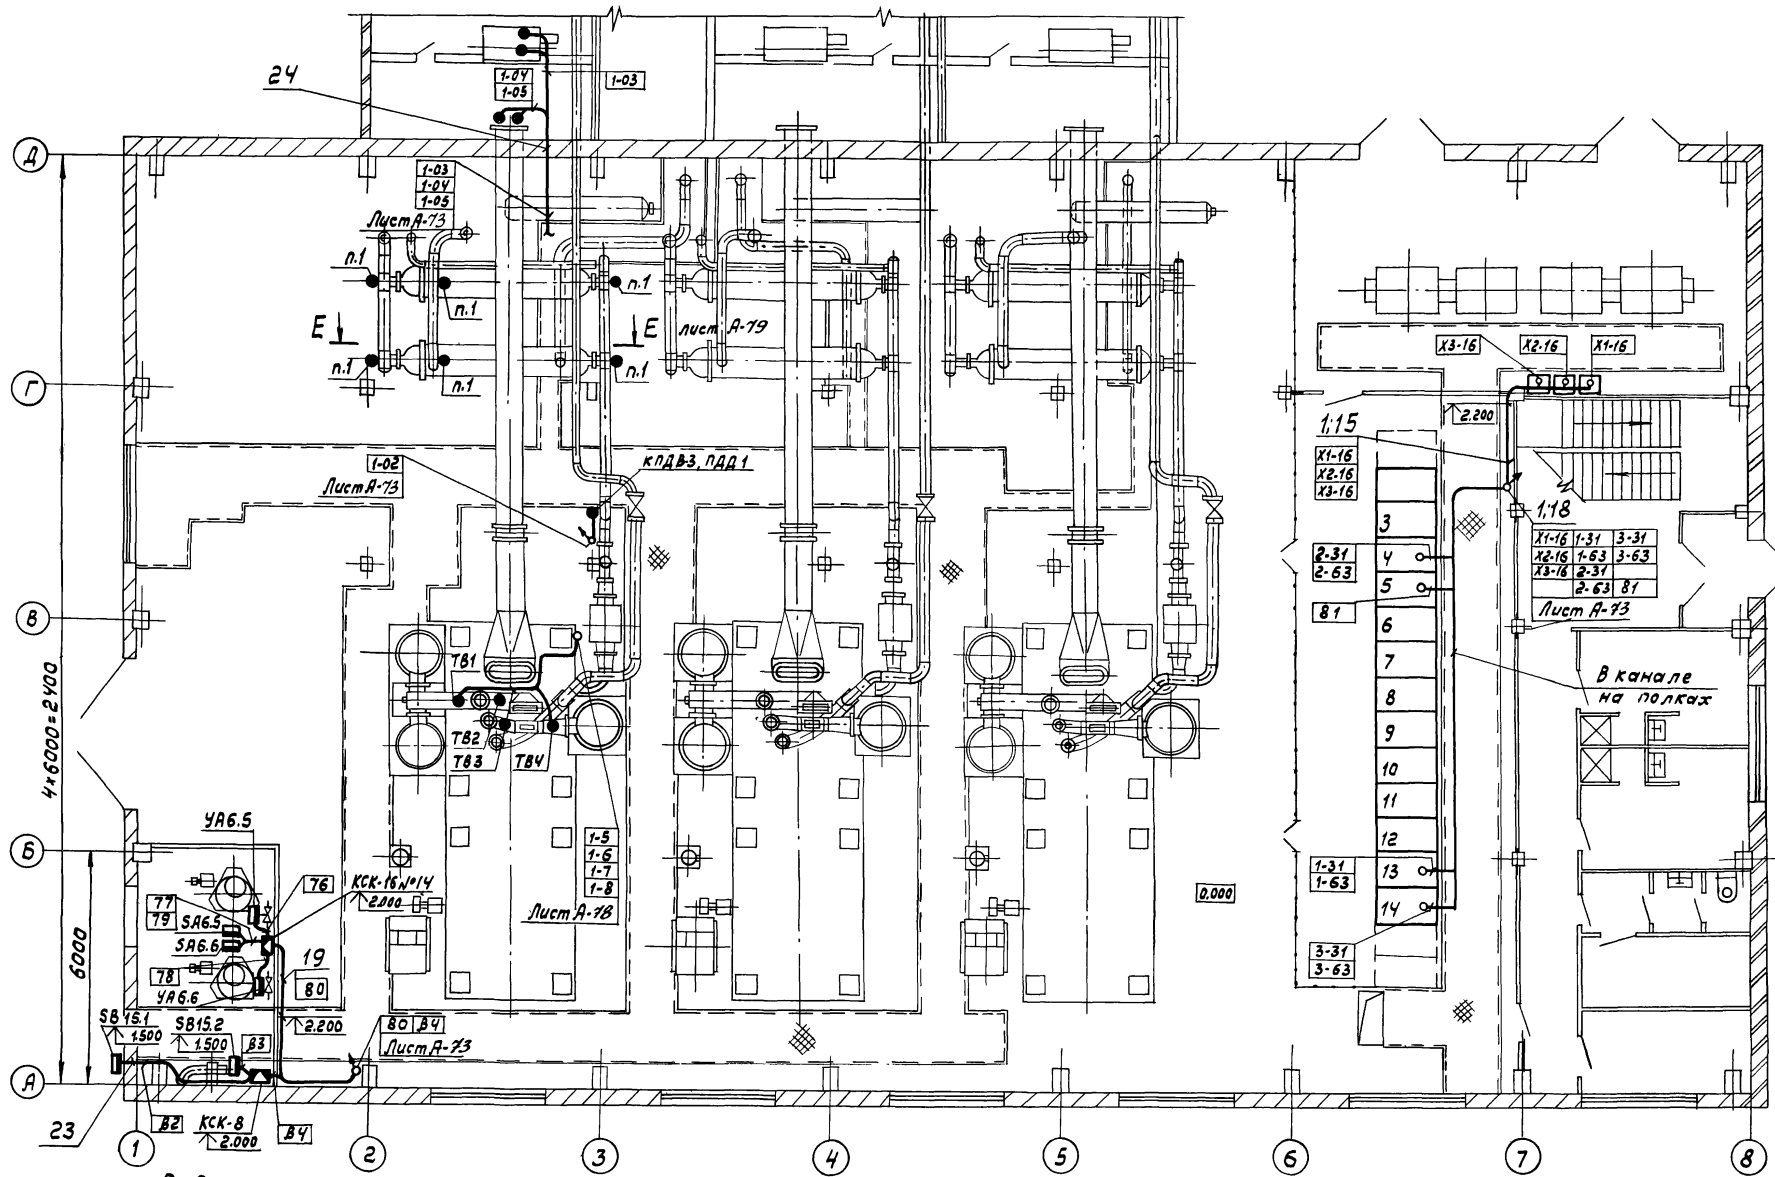 24
1-04
1-05
1-03
Д
1-03
1-04
1-05
Лист А-73
п.1
п.1
п.1
Е
Е
Лист А-79
п.1
п.1
п.1
Г
Х3-16
Х2-16
Х1-16
2.200
1;15
Х1-16
Х2-16
Х3-16
1-02
Лист А-73
КПДВ-3, ПДД1
1;18
Х1-16 1-31 3-31
Х2-16 1-63 3-63
Х3-16 2-31
2-63 81
Лист А-73
3
4
5
6
7
8
9
10
11
12
13
14
2-31
2-63
81
В
ТВ1
ТВ2
ТВ3
ТВ4
В канале
на полках
4×6000=2400
УА6.5
Б
76
КСК-16 №14
2.000
77
79
SA6.5
SA6.6
78
УА6.6
19
80
6000
1-5
1-6
1-7
1-8
Лист А-78
0.000
1-31
1-63
3-31
3-63
SB15.1
1.500
SB15.2
1.500
В3
2.200
80 В4
Лист А-73
А
23
В2
КСК-8
2.000
В4
1
2
3
4
5
6
7
8